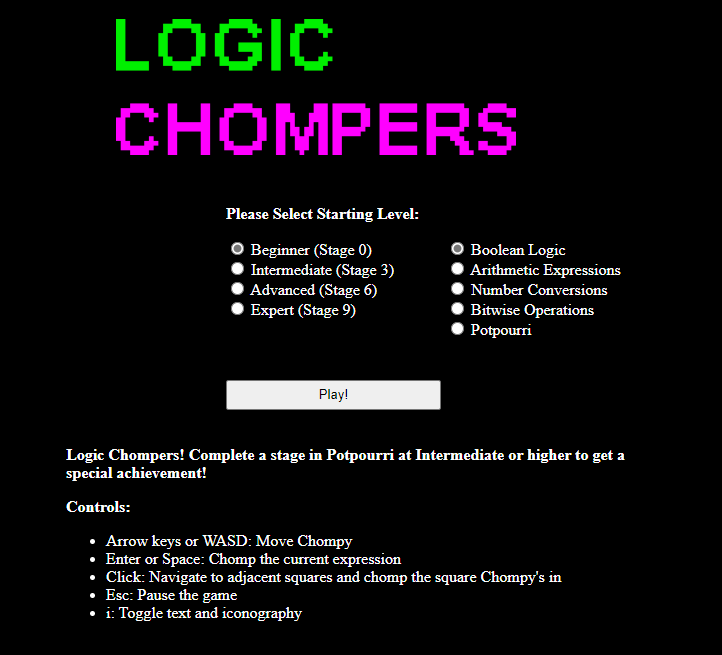 LOGIC
CHOMPERS
Please Select Starting Level:
Beginner (Stage 0)
Intermediate (Stage 3)
Advanced (Stage 6)
Expert (Stage 9)
Boolean Logic
Arithmetic Expressions
Number Conversions
Bitwise Operations
Potpourri
Play!
Logic Chompers! Complete a stage in Potpourri at Intermediate or higher to get a
special achievement!
Controls:
Arrow keys or WASD: Move Chompy
Enter or Space: Chomp the current expression
Click: Navigate to adjacent squares and chomp the square Chompy's in
Esc: Pause the game
i: Toggle text and iconography